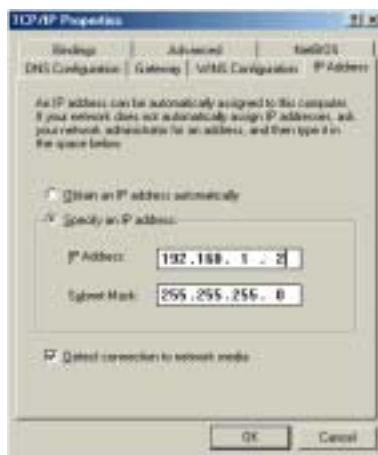 TCP/IP Properties
Bindings Advanced NetBIOS
DNS Configuration Gateway WINS Configuration IP Address
An IP address can be automatically assigned to this computer.
If your network does not automatically assign IP addresses, ask
your network administrator for an address, and then type it in
the space below.
Obtain an IP address automatically
Specify an IP address:
IP Address: 192.168. 1 . 2
Subnet Mask: 255.255.255. 0
Detect connection to network media
OK Cancel